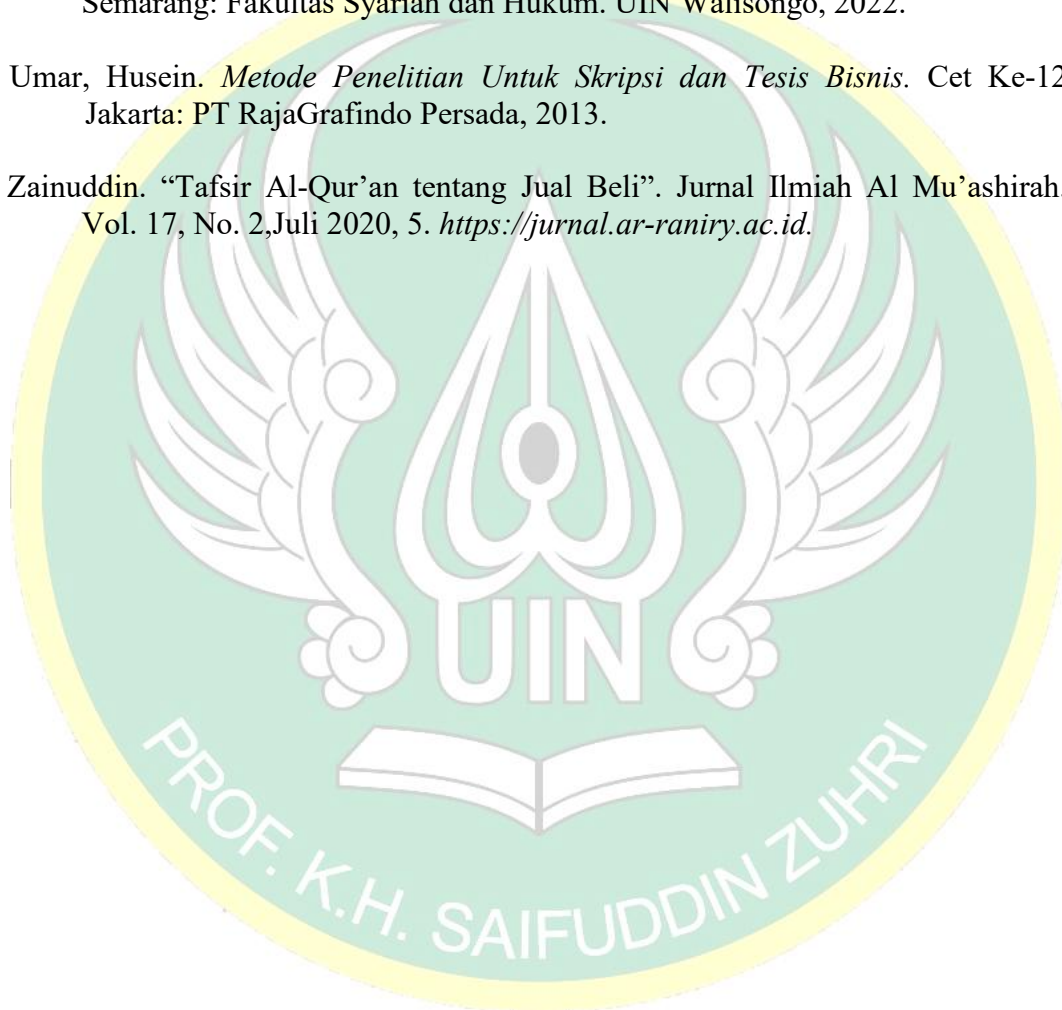 Semarang: Fakultas Syariah dan Hukum. UIN Walisongo, 2022.
Umar, Husein. Metode Penelitian Untuk Skripsi dan Tesis Bisnis. Cet Ke-12
Jakarta: PT RajaGrafindo Persada, 2013.
Zainuddin. “Tafsir Al-Qur’an tentang Jual Beli”. Jurnal Ilmiah Al Mu’ashirah.
Vol. 17, No. 2,Juli 2020, 5. https://jurnal.ar-raniry.ac.id.
UIN
PROF. K.H. SAIFUDDIN ZUHRI